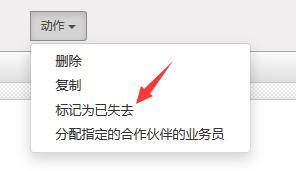 动作
删除
复制
标记为已失去
分配指定的合作伙伴的业务员